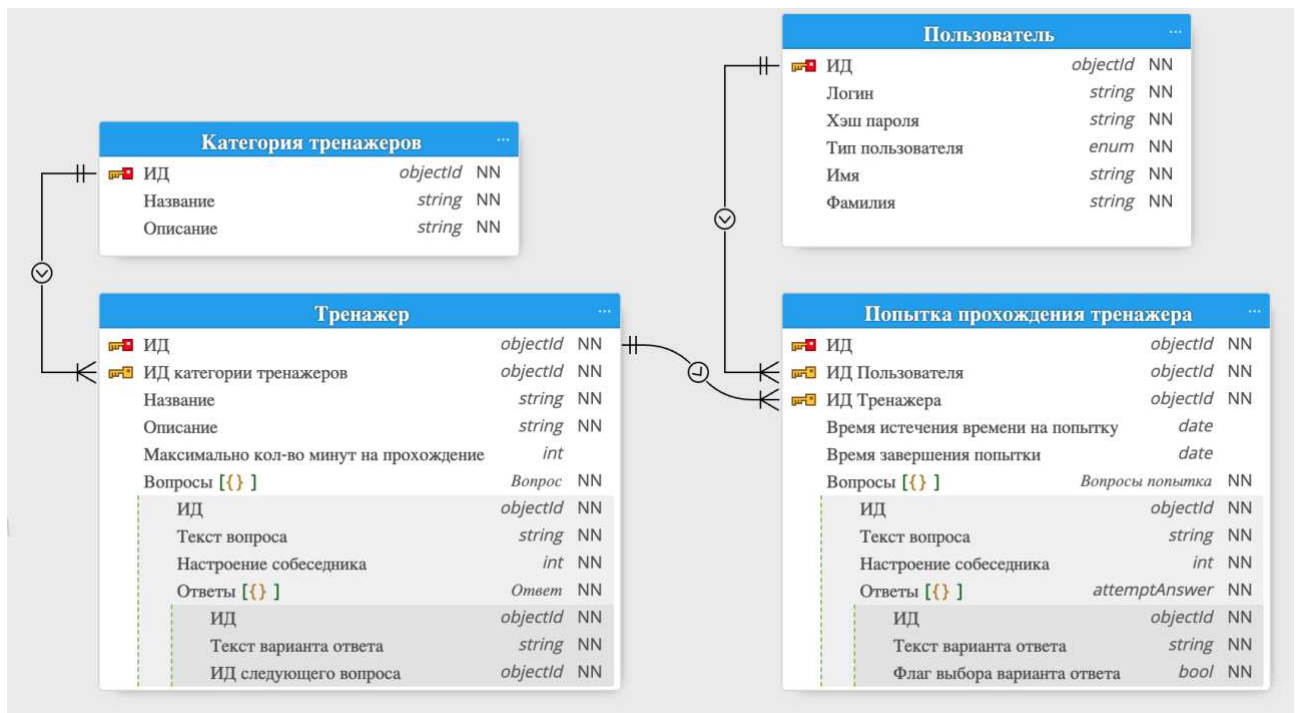 Пользователь ...
ИД objectId NN
Логин string NN
Хэш пароля string NN
Тип пользователя enum NN
Имя string NN
Фамилия string NN
Категория тренажеров ...
ИД objectId NN
Название string NN
Описание string NN
Тренажер ...
ИД objectId NN
ИД категории тренажеров objectId NN
Название string NN
Описание string NN
Максимально кол-во минут на прохождение int
Вопросы [{} ] Вопрос NN
ИД objectId NN
Текст вопроса string NN
Настроение собеседника int NN
Ответы [{} ] Ответ NN
ИД objectId NN
Текст варианта ответа string NN
ИД следующего вопроса objectId NN
Попытка прохождения тренажера ...
ИД objectId NN
ИД Пользователя objectId NN
ИД Тренажера objectId NN
Время истечения времени на попытку date
Время завершения попытки date
Вопросы [{} ] Вопросы попытка NN
ИД objectId NN
Текст вопроса string NN
Настроение собеседника int NN
Ответы [{} ] attemptAnswer NN
ИД objectId NN
Текст варианта ответа string NN
Флаг выбора варианта ответа bool NN